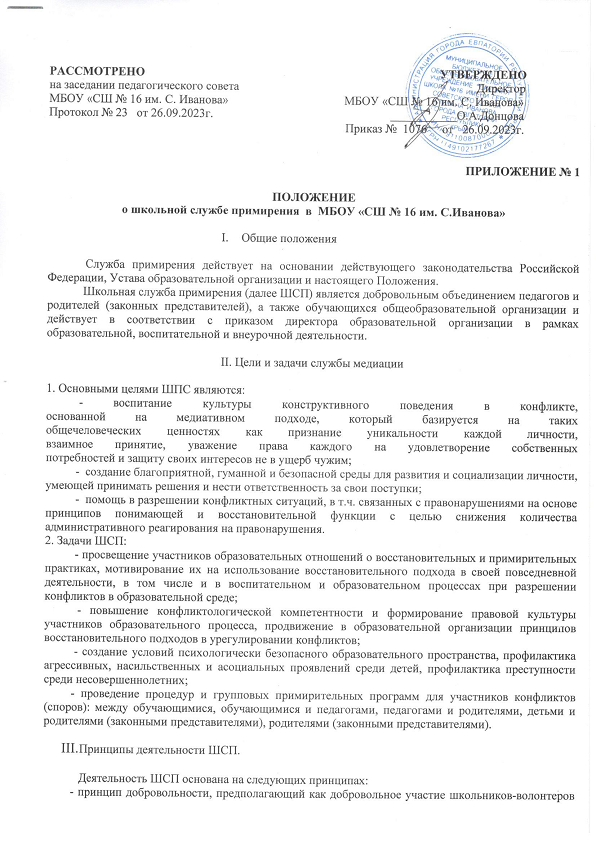 РАССМОТРЕНО
на заседании педагогического совета
МБОУ «СШ № 16 им. С. Иванова»
Протокол № 23 от 26.09.2023г.
УТВЕРЖДЕНО
Директор
МБОУ «СШ № 16 им. С. Иванова»
О.А.Донцова
Приказ № 1076 от 26.09.2023г.
ПРИЛОЖЕНИЕ № 1
ПОЛОЖЕНИЕ
о школьной службе примирения в МБОУ «СШ № 16 им. С.Иванова»
I. Общие положения
Служба примирения действует на основании действующего законодательства Российской
Федерации, Устава образовательной организации и настоящего Положения.
Школьная служба примирения (далее ШСП) является добровольным объединением педагогов и
родителей (законных представителей), а также обучающихся общеобразовательной организации и
действует в соответствии с приказом директора образовательной организации в рамках
образовательной, воспитательной и внеурочной деятельности.
II. Цели и задачи службы медиации
1. Основными целями ШПС являются:
- воспитание культуры конструктивного поведения в конфликте,
основанной на медиативном подходе, который базируется на таких
общечеловеческих ценностях как признание уникальности каждой личности,
взаимное принятие, уважение права каждого на удовлетворение собственных
потребностей и защиту своих интересов не в ущерб чужим;
- создание благоприятной, гуманной и безопасной среды для развития и социализации личности,
умеющей принимать решения и нести ответственность за свои поступки;
- помощь в разрешении конфликтных ситуаций, в т.ч. связанных с правонарушениями на основе
принципов понимающей и восстановительной функции с целью снижения количества
административного реагирования на правонарушения.
2. Задачи ШСП:
- просвещение участников образовательных отношений о восстановительных и примирительных
практиках, мотивирование их на использование восстановительного подхода в своей повседневной
деятельности, в том числе и в воспитательном и образовательном процессах при разрешении
конфликтов в образовательной среде;
- повышение конфликтологической компетентности и формирование правовой культуры
участников образовательного процесса, продвижение в образовательной организации принципов
восстановительного подходов в урегулировании конфликтов;
- создание условий психологически безопасного образовательного пространства, профилактика
агрессивных, насильственных и асоциальных проявлений среди детей, профилактика преступности
среди несовершеннолетних;
- проведение процедур и групповых примирительных программ для участников конфликтов
(споров): между обучающимися, обучающимися и педагогами, педагогами и родителями, детьми и
родителями (законными представителями), родителями (законными представителями).
III.Принципы деятельности ШСП.
Деятельность ШСП основана на следующих принципах:
- принцип добровольности, предполагающий как добровольное участие школьников-волонтеров